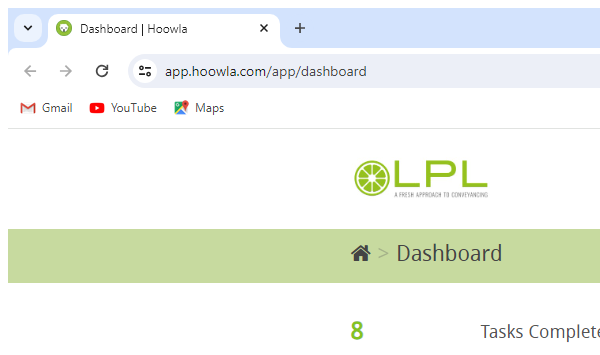 Dashboard | Hoowla
app.hoowla.com/app/dashboard
Gmail YouTube Maps
LPL
A FRESH APPROACH TO CONVEYANCING
> Dashboard
8 Tasks Complete